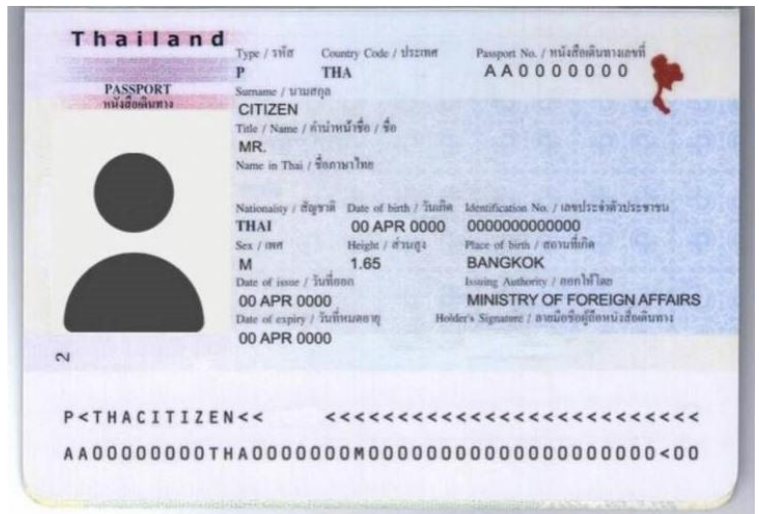 Thailand
PASSPORT
หนังสือเดินทาง
Type / รหัส Country Code / ประเทศ Passport No. / หนังสือเดินทางเลขที่
P THA AA0000000
Surname / นามสกุล
CITIZEN
Title / Name / คำนำหน้าชื่อ / ชื่อ
MR.
Name in Thai / ชื่อภาษาไทย
Nationality / สัญชาติ Date of birth / วันเกิด Identification No. / เลขประจำตัวประชาชน
THAI 00 APR 0000 0000000000000
Sex / เพศ Height / ส่วนสูง Place of birth / สถานที่เกิด
M 1.65 BANGKOK
Date of issue / วันที่ออก Issuing Authority / ออกให้โดย
00 APR 0000 MINISTRY OF FOREIGN AFFAIRS
Date of expiry / วันที่หมดอายุ Holder's Signature / ลายมือชื่อผู้ถือหนังสือเดินทาง
00 APR 0000
2
P<THACITIZEN<< <<<<<<<<<<<<<<<<<<<<<<<<<<
AA00000000THA0000000M0000000000000000000000<00